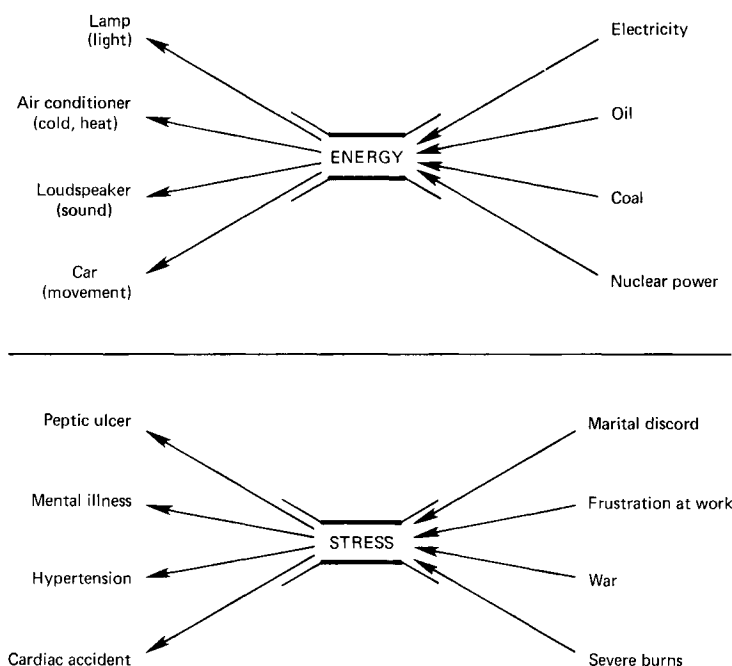 Lamp
(light)
Electricity
Air conditioner
(cold, heat)
Oil
ENERGY
Loudspeaker
(sound)
Coal
Car
(movement)
Nuclear power
Peptic ulcer
Marital discord
Mental illness
Frustration at work
STRESS
Hypertension
War
Cardiac accident
Severe burns